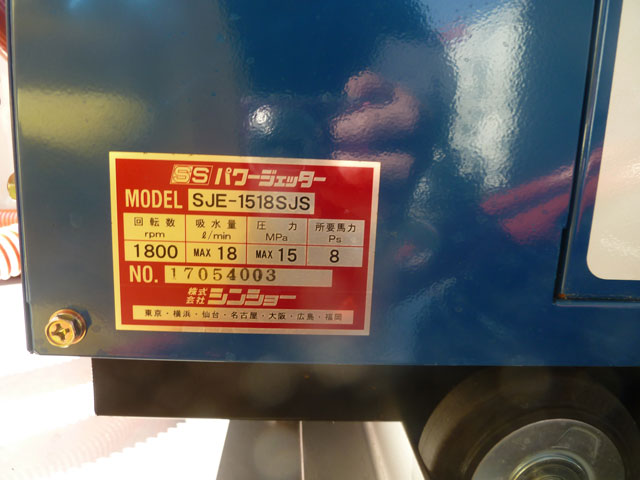 SS パワージェッター
MODEL SJE-1518SJS
回転数 吸水量 圧力 所要馬力
rpm ℓ/min MPa Ps
1800 MAX 18 MAX 15 8
NO. 17054003
株式会社 シンショー
東京・横浜・仙台・名古屋・大阪・広島・福岡